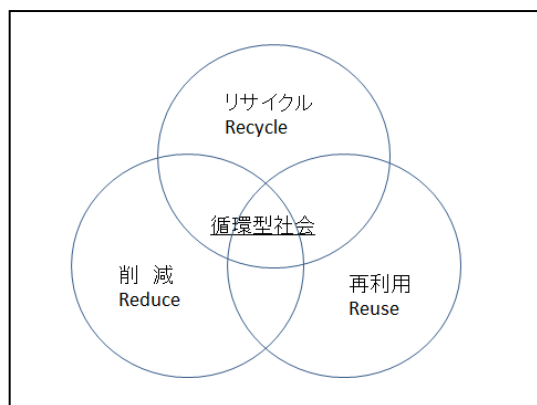 リサイクル
Recycle
循環型社会
削 減
Reduce
再利用
Reuse